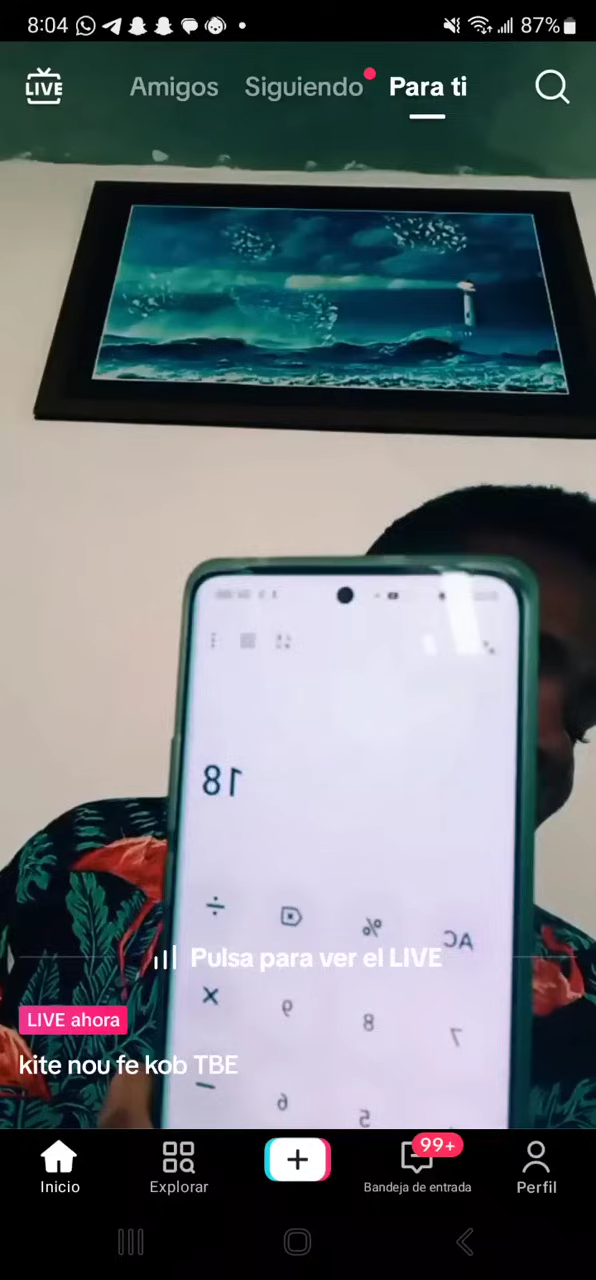 8:04
87%
LIVE
Amigos
Siguiendo
Para ti
18
÷
%
AC
Pulsa para ver el LIVE
×
9
8
7
LIVE ahora
kite nou fe kob TBE
−
6
5
99+
Inicio
Explorar
Bandeja de entrada
Perfil